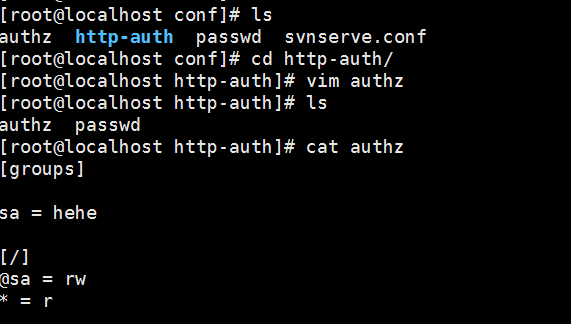 [root@localhost conf]# ls
authz  http-auth  passwd  svnserve.conf
[root@localhost conf]# cd http-auth/
[root@localhost http-auth]# vim authz
[root@localhost http-auth]# ls
authz  passwd
[root@localhost http-auth]# cat authz
[groups]
sa = hehe
[/]
@sa = rw
* = r